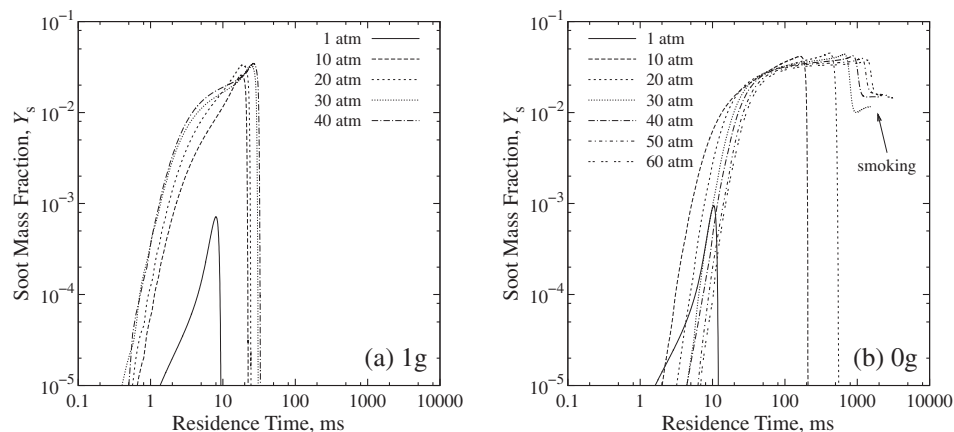 10⁻¹
10⁻²
10⁻³
10⁻⁴
10⁻⁵
Soot Mass Fraction, Yₛ
1 atm
10 atm
20 atm
30 atm
40 atm
(a) 1g
0.1 1 10 100 1000 10000
Residence Time, ms
10⁻¹
10⁻²
10⁻³
10⁻⁴
10⁻⁵
Soot Mass Fraction, Yₛ
1 atm
10 atm
20 atm
30 atm
40 atm
50 atm
60 atm
smoking
(b) 0g
0.1 1 10 100 1000 10000
Residence Time, ms